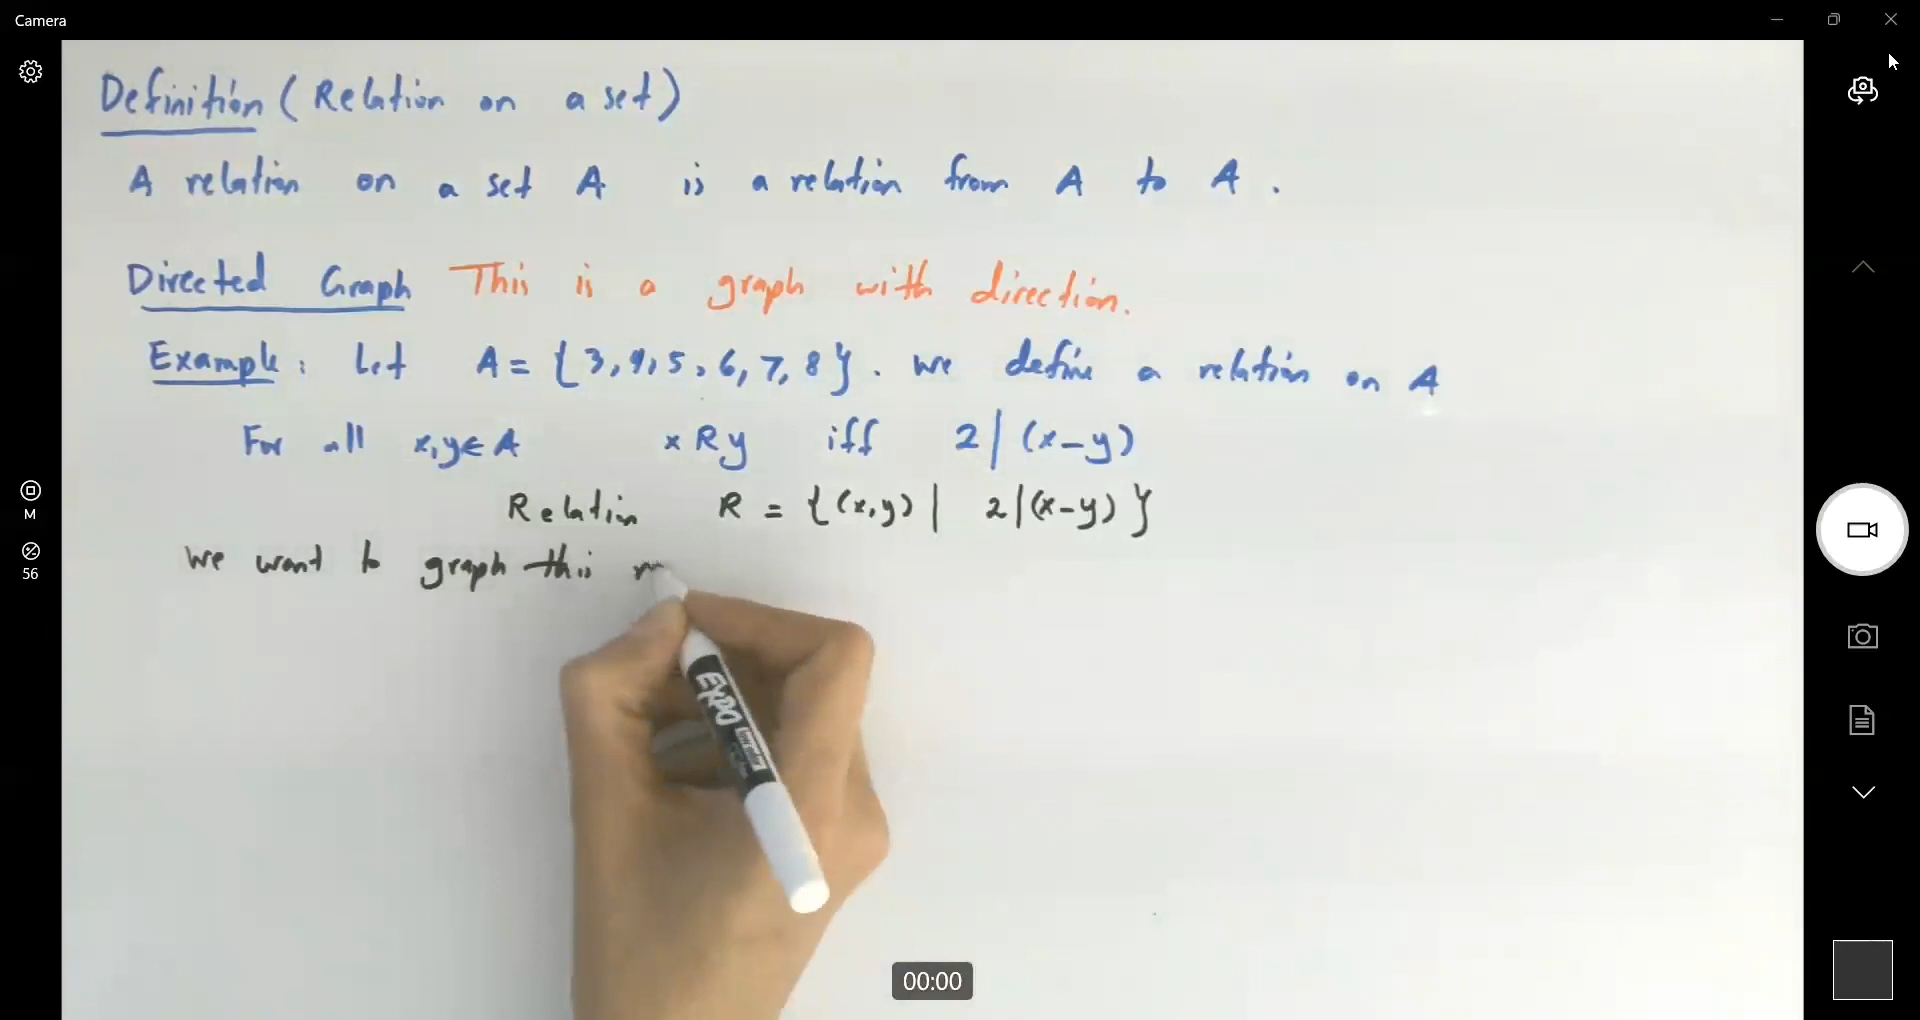 Camera
Definition (Relation on a set)
A relation on a set A is a relation from A to A.
Directed Graph This is a graph with direction.
Example: Let A = {3,4,5,6,7,8}. we define a relation on A
For all x,y∈A x R y iff 2|(x-y)
M
Relatin R = {(x,y)| 2|(x-y)}
we want to graph this
56
EXPO
00:00